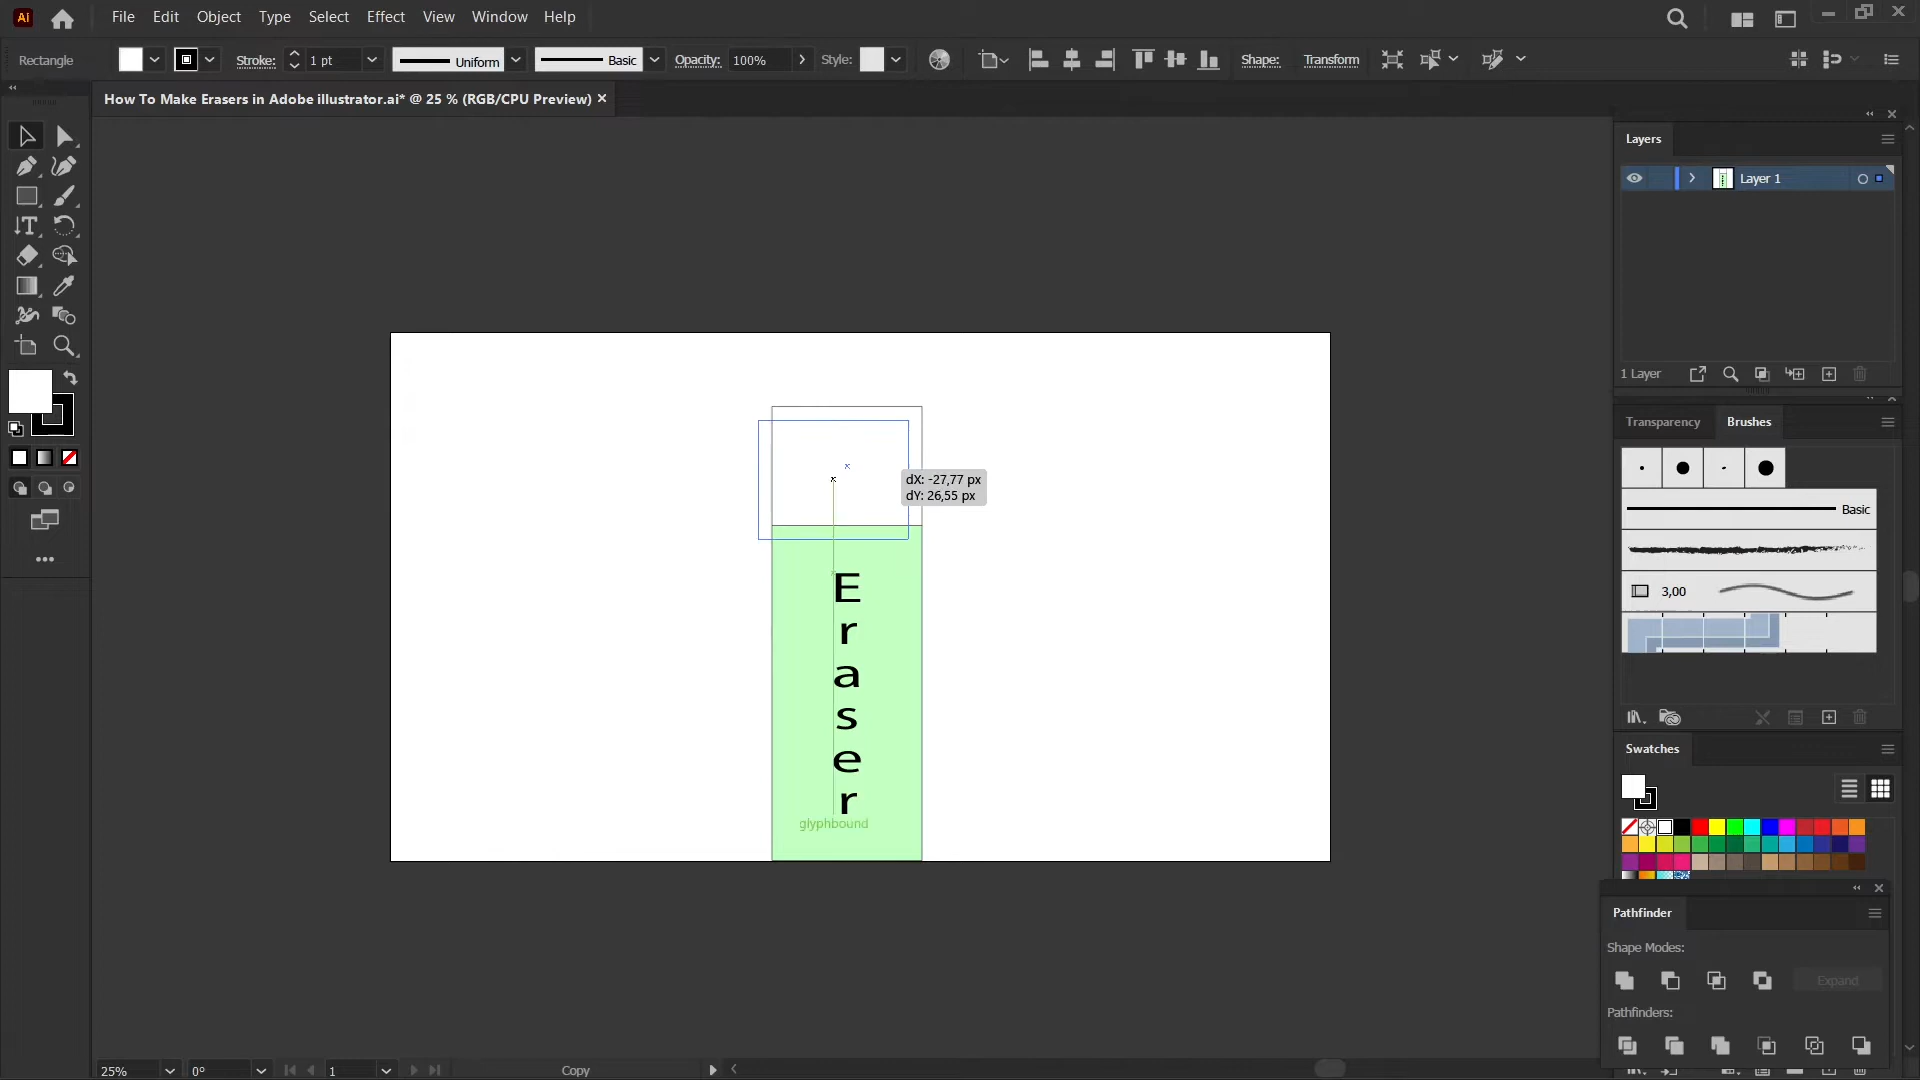 Ai File Edit Object Type Select Effect View Window Help
Rectangle Stroke: 1 pt Uniform Basic Opacity: 100% Style: Shape: Transform
How To Make Erasers in Adobe illustrator.ai* @ 25 % (RGB/CPU Preview)
Layers
Layer 1
1 Layer
Transparency Brushes
Basic
3,00
dX: -27,77 px
dY: 26,55 px
E
r
a
s
e
r
glyphbound
Swatches
Pathfinder
Shape Modes:
Expand
Pathfinders:
25% 0° 1 Copy